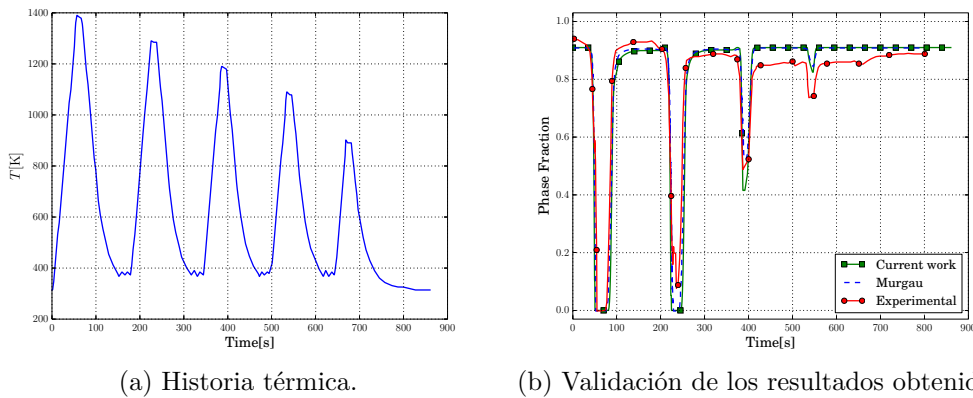 1400
1200
1000
800
600
400
200
T[K]
0 100 200 300 400 500 600 700 800 900
Time[s]
(a) Historia térmica.
1.0
0.8
0.6
0.4
0.2
0.0
Phase Fraction
Current work
Murgau
Experimental
0 100 200 300 400 500 600 700 800 900
Time[s]
(b) Validación de los resultados obtenic